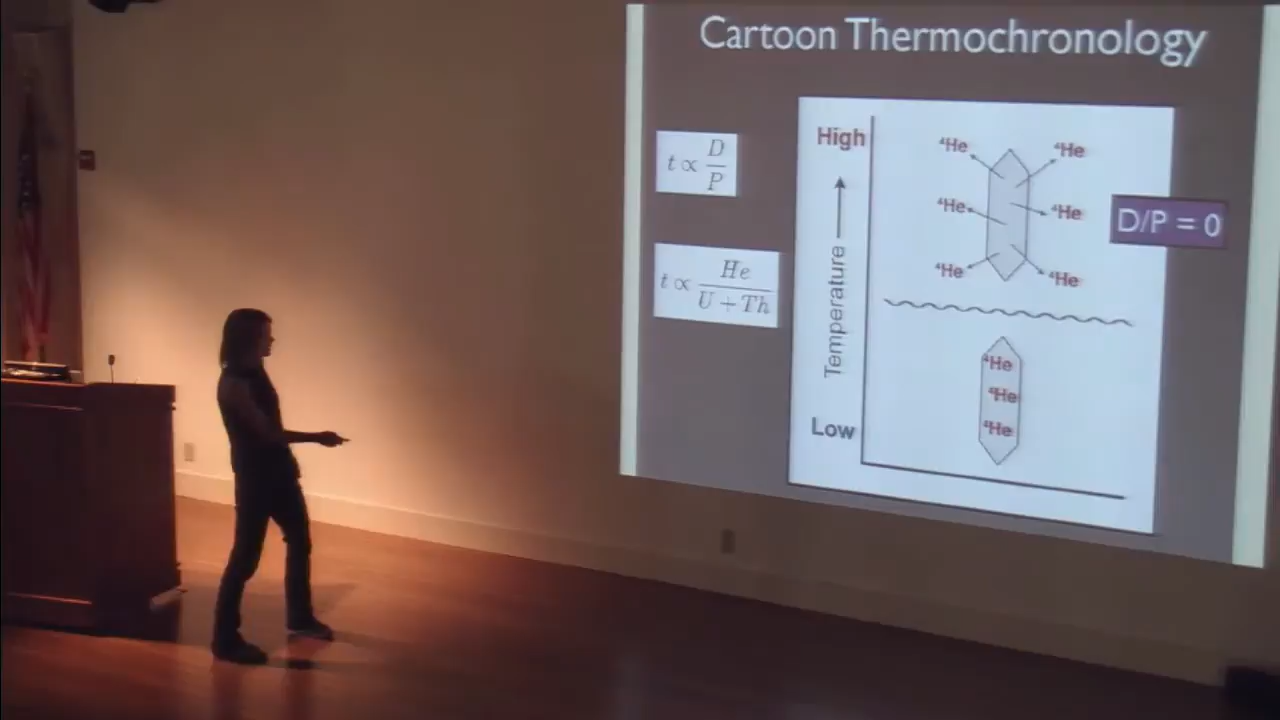 Cartoon Thermochronology
t ∝ D/P
t ∝ He/(U + Th)
High
Temperature
Low
⁴He ⁴He
⁴He ⁴He
⁴He ⁴He
D/P = 0
⁴He
⁴He
⁴He